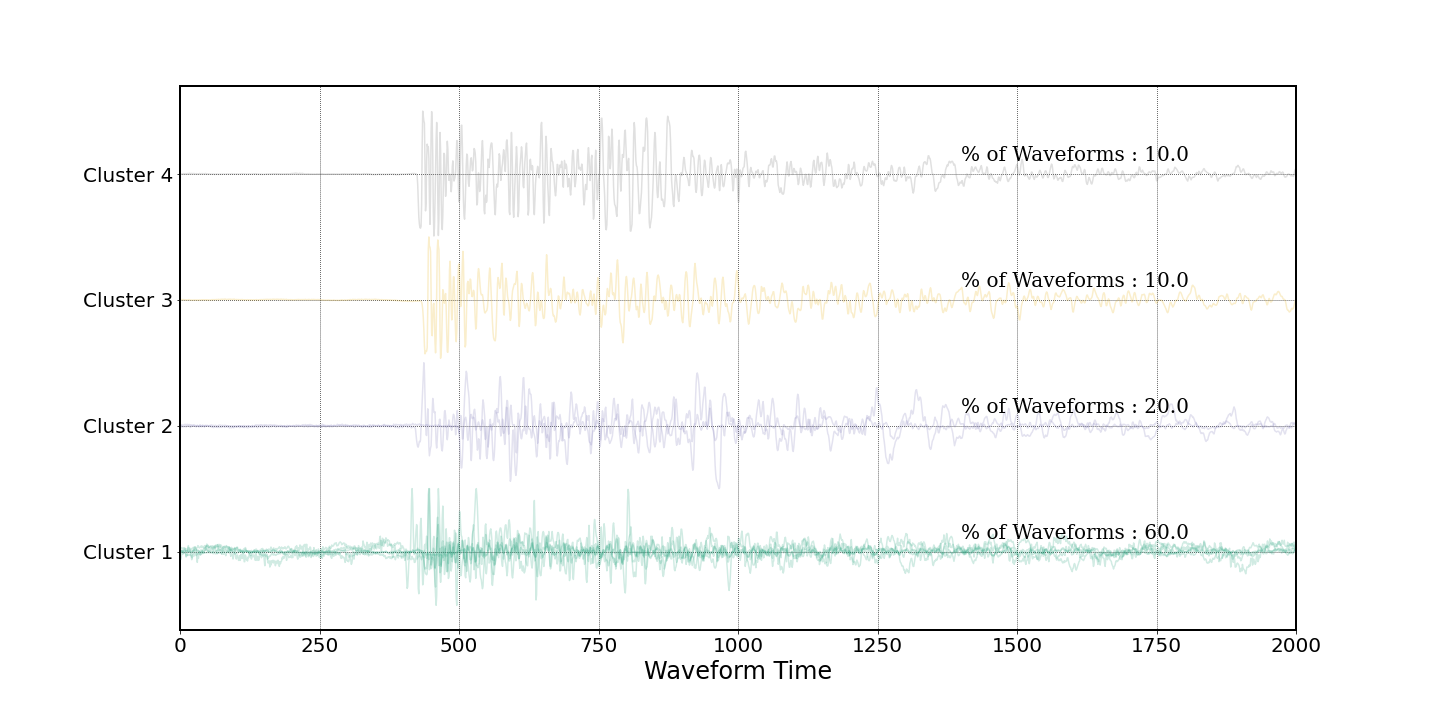 Cluster 4
% of Waveforms : 10.0
Cluster 3
% of Waveforms : 10.0
Cluster 2
% of Waveforms : 20.0
Cluster 1
% of Waveforms : 60.0
0 250 500 750 1000 1250 1500 1750 2000
Waveform Time